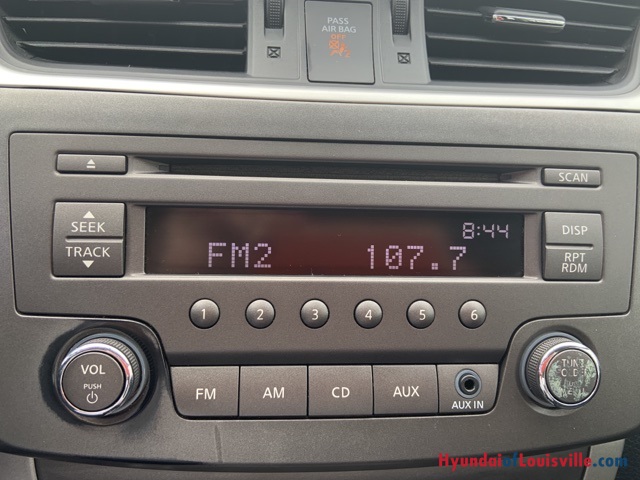 PASS
AIR BAG
OFF
SCAN
SEEK
TRACK
8:44
FM2 107.7
DISP
RPT
RDM
1 2 3 4 5 6
VOL
PUSH
FM AM CD AUX
AUX IN
HyundaiofLouisville.com